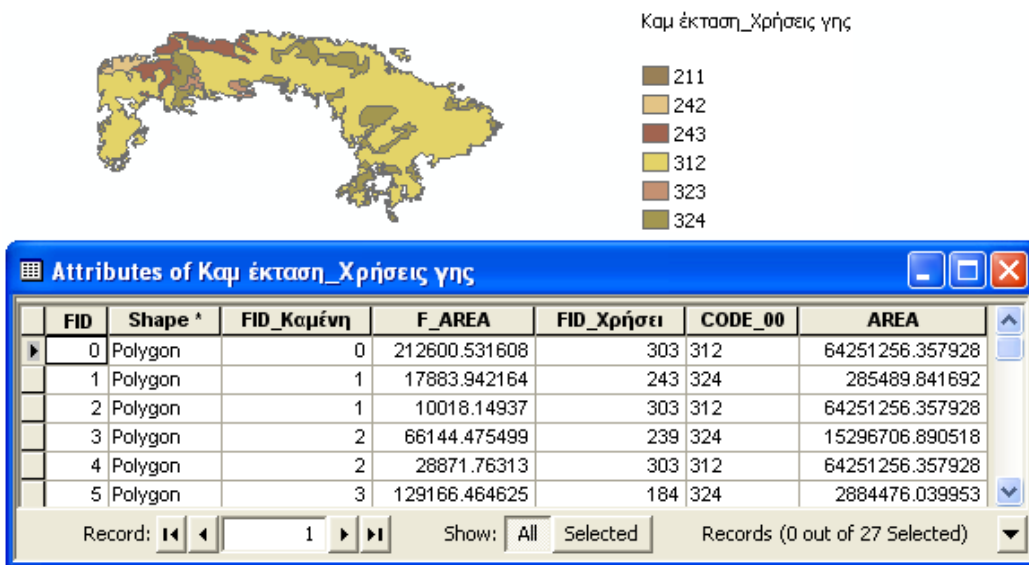 Καμ έκταση_Χρήσεις γης
211
242
243
312
323
324
Attributes of Καμ έκταση_Χρήσεις γης
FID Shape * FID_Καμένη F_AREA FID_Χρήσει CODE_00 AREA
0 Polygon 0 212600.531608 303 312 64251256.357928
1 Polygon 1 17883.942164 243 324 285489.841692
2 Polygon 1 10018.14937 303 312 64251256.357928
3 Polygon 2 66144.475499 239 324 15296706.890518
4 Polygon 2 28871.76313 303 312 64251256.357928
5 Polygon 3 129166.464625 184 324 2884476.039953
Record: 1 Show: All Selected Records (0 out of 27 Selected)